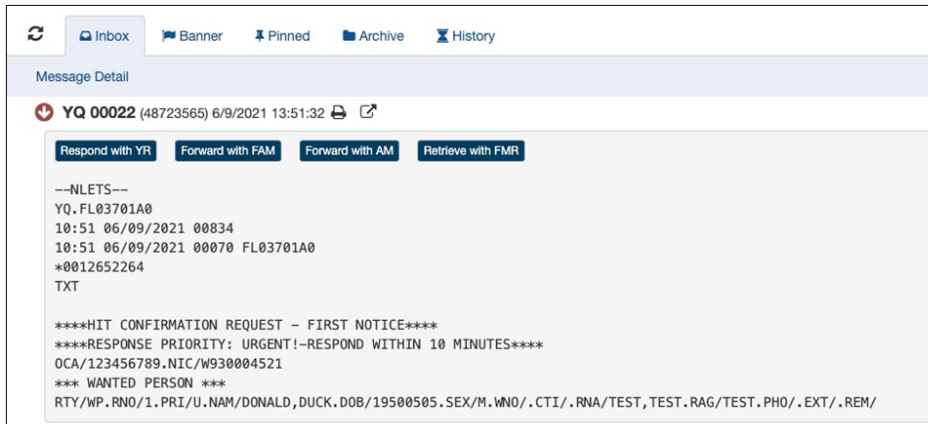 Inbox Banner Pinned Archive History
Message Detail
YQ 00022 (48723565) 6/9/2021 13:51:32
Respond with YR Forward with FAM Forward with AM Retrieve with FMR
--NLETS--
YQ.FL03701A0
10:51 06/09/2021 00834
10:51 06/09/2021 00070 FL03701A0
*0012652264
TXT
****HIT CONFIRMATION REQUEST - FIRST NOTICE****
****RESPONSE PRIORITY: URGENT!-RESPOND WITHIN 10 MINUTES****
OCA/123456789.NIC/W930004521
*** WANTED PERSON ***
RTY/WP.RNO/1.PRI/U.NAM/DONALD,DUCK.DOB/19500505.SEX/M.WNO/.CTI/.RNA/TEST,TEST.RAG/TEST.PHO/.EXT/.REM/